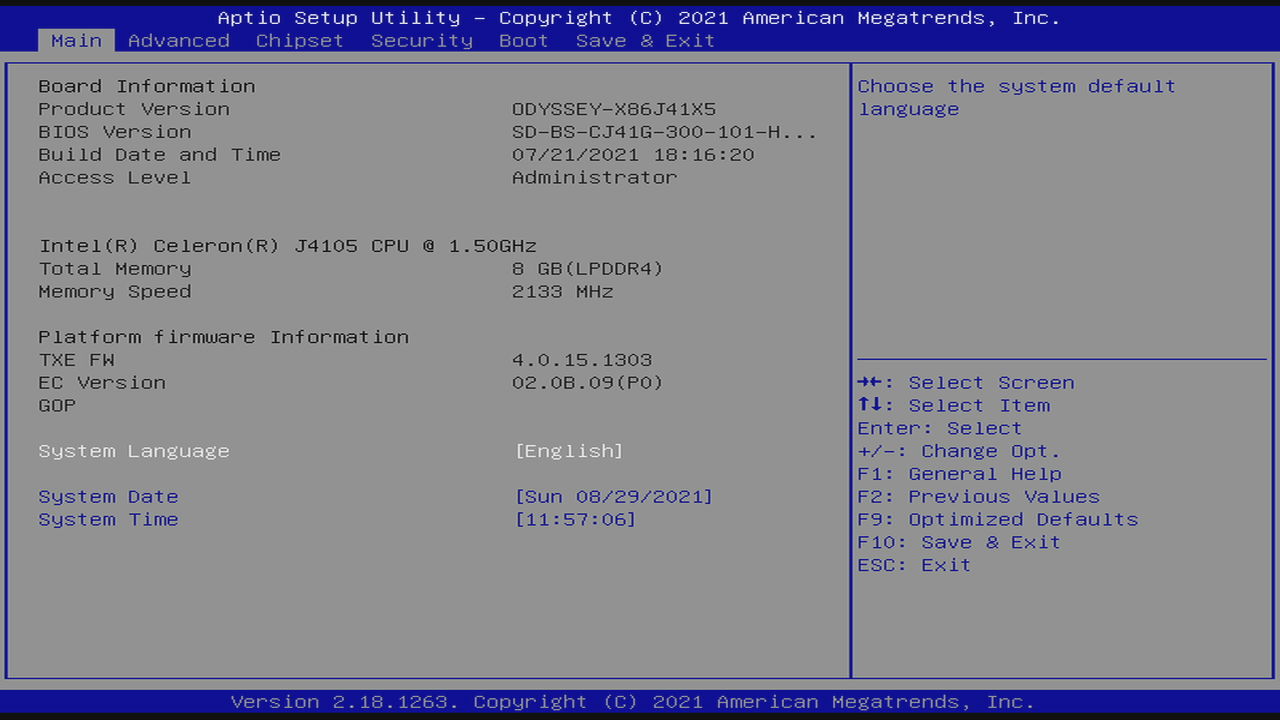 Aptio Setup Utility – Copyright (C) 2021 American Megatrends, Inc.
Main Advanced Chipset Security Boot Save & Exit
Board Information
Product Version ODYSSEY-X86J41X5
BIOS Version SD-BS-CJ41G-300-101-H...
Build Date and Time 07/21/2021 18:16:20
Access Level Administrator
Intel(R) Celeron(R) J4105 CPU @ 1.50GHz
Total Memory 8 GB(LPDDR4)
Memory Speed 2133 MHz
Platform firmware Information
TXE FW 4.0.15.1303
EC Version 02.0B.09(P0)
GOP
System Language [English]
System Date [Sun 08/29/2021]
System Time [11:57:06]
Choose the system default
language
→←: Select Screen
↑↓: Select Item
Enter: Select
+/-: Change Opt.
F1: General Help
F2: Previous Values
F9: Optimized Defaults
F10: Save & Exit
ESC: Exit
Version 2.18.1263. Copyright (C) 2021 American Megatrends, Inc.